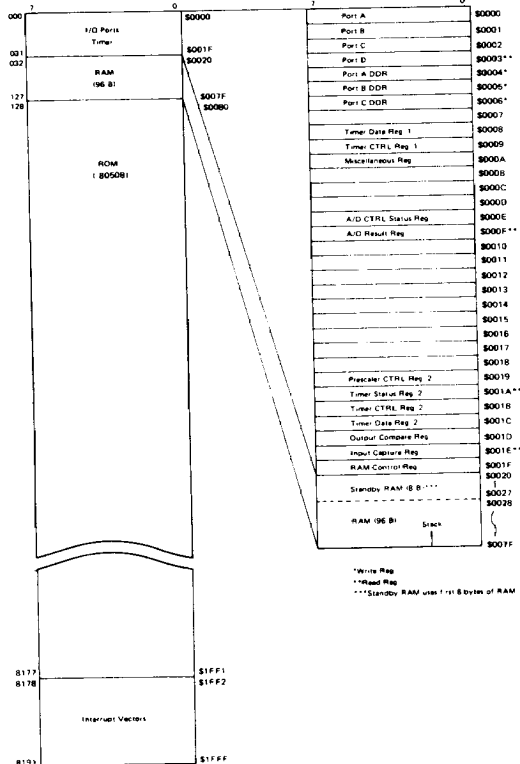 7 0
000 $0000
I/O Ports
Timer
031 $001F
032 $0020
RAM
(96 B)
127 $007F
128 $0080
ROM
(8050B)
8177 $1FF1
8178 $1FF2
Interrupt Vectors
8191 $1FFF
7 0
Port A $0000
Port B $0001
Port C $0002
Port D $0003**
Port A DDR $0004*
Port B DDR $0005*
Port C DDR $0006*
$0007
Timer Data Reg 1 $0008
Timer CTRL Reg 1 $0009
Miscellaneous Reg $000A
$000B
$000C
$000D
A/D CTRL Status Reg $000E
A/D Result Reg $000F**
$0010
$0011
$0012
$0013
$0014
$0015
$0016
$0017
$0018
Prescaler CTRL Reg 2 $0019
Timer Status Reg 2 $001A**
Timer CTRL Reg 2 $001B
Timer Data Reg 2 $001C
Output Compare Reg $001D
Input Capture Reg $001E**
RAM Control Reg $001F
$0020
Standby RAM (8 B)***
$0027
$0028
RAM (96 B) Stack
$007F
*Write Reg
**Read Reg
***Standby RAM uses first 8 bytes of RAM